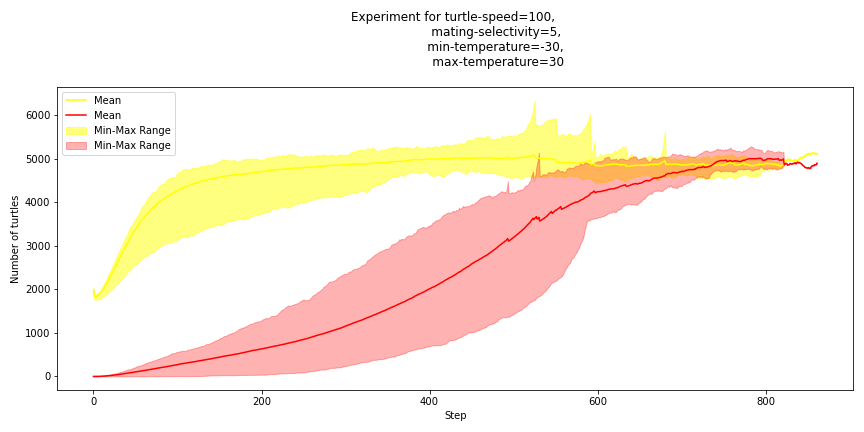 Experiment for turtle-speed=100,
mating-selectivity=5,
min-temperature=-30,
max-temperature=30
Mean
Mean
Min-Max Range
Min-Max Range
Number of turtles
6000
5000
4000
3000
2000
1000
0
0 200 400 600 800
Step